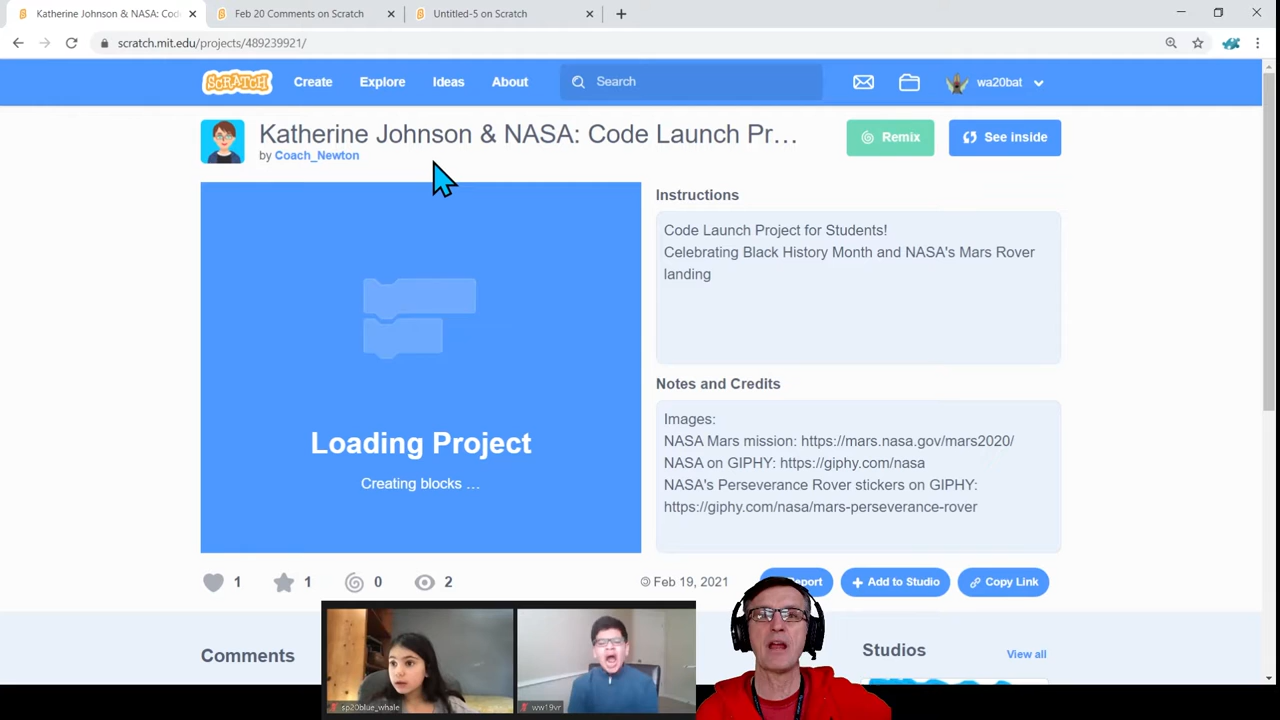 Katherine Johnson & NASA: Cod
Feb 20 Comments on Scratch
Untitled-5 on Scratch
scratch.mit.edu/projects/489239921/
SCRATCH
Create
Explore
Ideas
About
Search
wa20bat
Katherine Johnson & NASA: Code Launch Pr...
by Coach_Newton
Remix
See inside
Loading Project
Creating blocks ...
Instructions
Code Launch Project for Students!
Celebrating Black History Month and NASA's Mars Rover
landing
Notes and Credits
Images:
NASA Mars mission: https://mars.nasa.gov/mars2020/
NASA on GIPHY: https://giphy.com/nasa
NASA's Perseverance Rover stickers on GIPHY:
https://giphy.com/nasa/mars-perseverance-rover
1
1
0
2
© Feb 19, 2021
Add to Studio
Copy Link
Comments
Studios
View all
sp20blue_whale
ww19vr